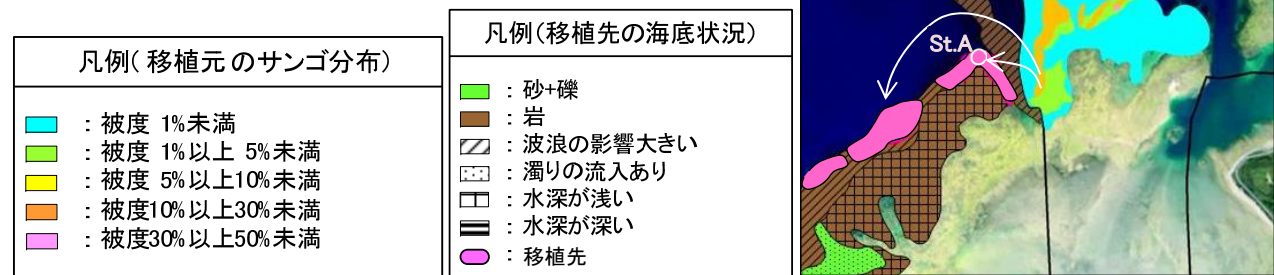 凡例( 移植元 のサンゴ分布)
: 被度 1%未満
: 被度 1%以上 5%未満
: 被度 5%以上10%未満
: 被度10%以上30%未満
: 被度30%以上50%未満
凡例(移植先の海底状況)
: 砂+礫
: 岩
: 波浪の影響大きい
: 濁りの流入あり
: 水深が浅い
: 水深が深い
: 移植先
St.A